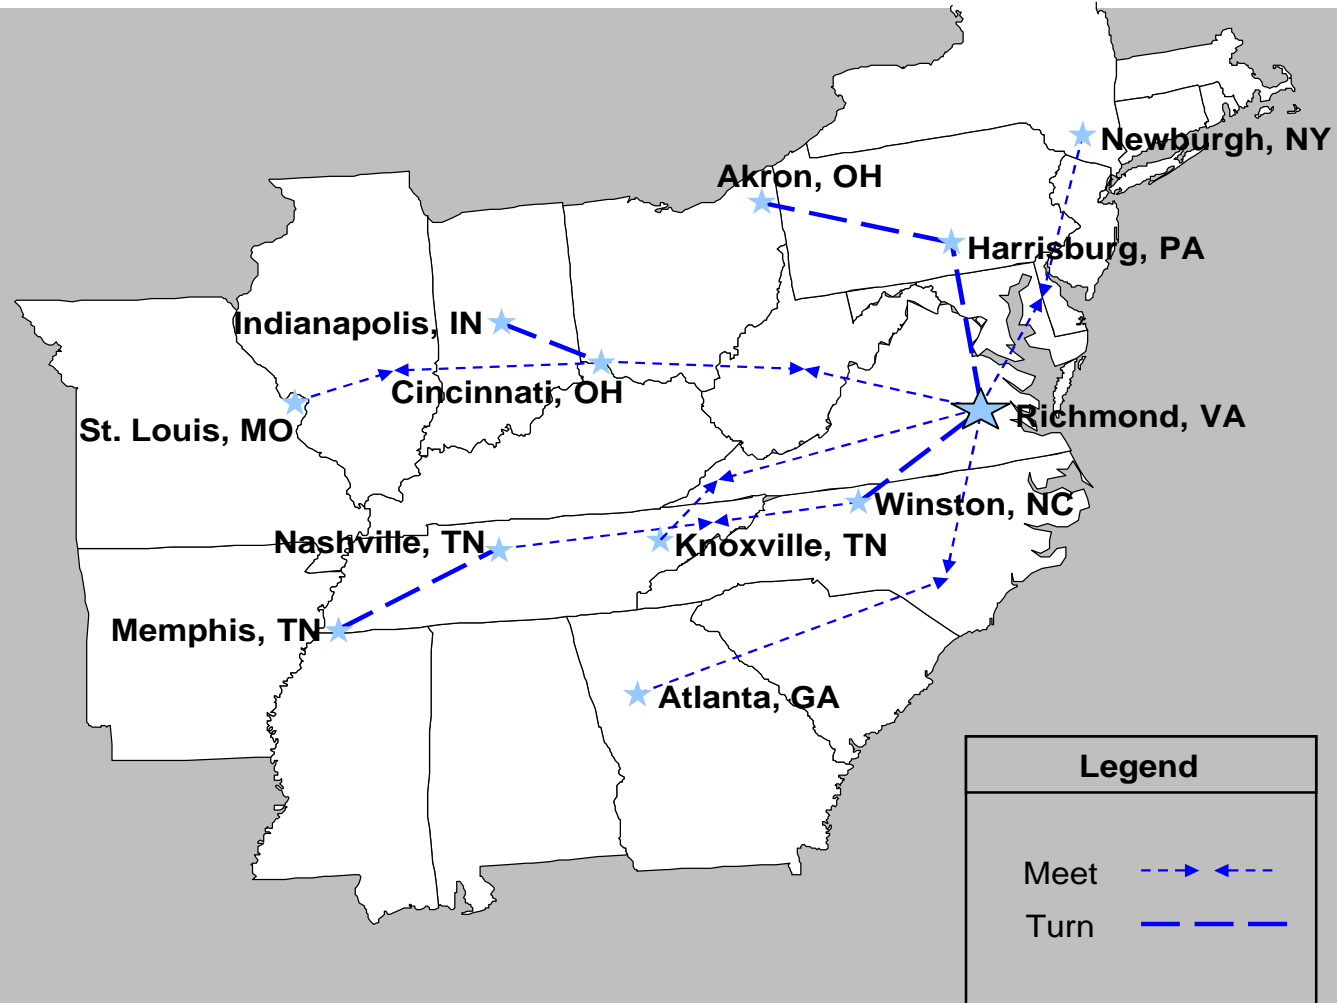 Newburgh, NY
Akron, OH
Harrisburg, PA
Indianapolis, IN
Cincinnati, OH
Richmond, VA
St. Louis, MO
Winston, NC
Nashville, TN
Knoxville, TN
Memphis, TN
Atlanta, GA
Legend
Meet
Turn